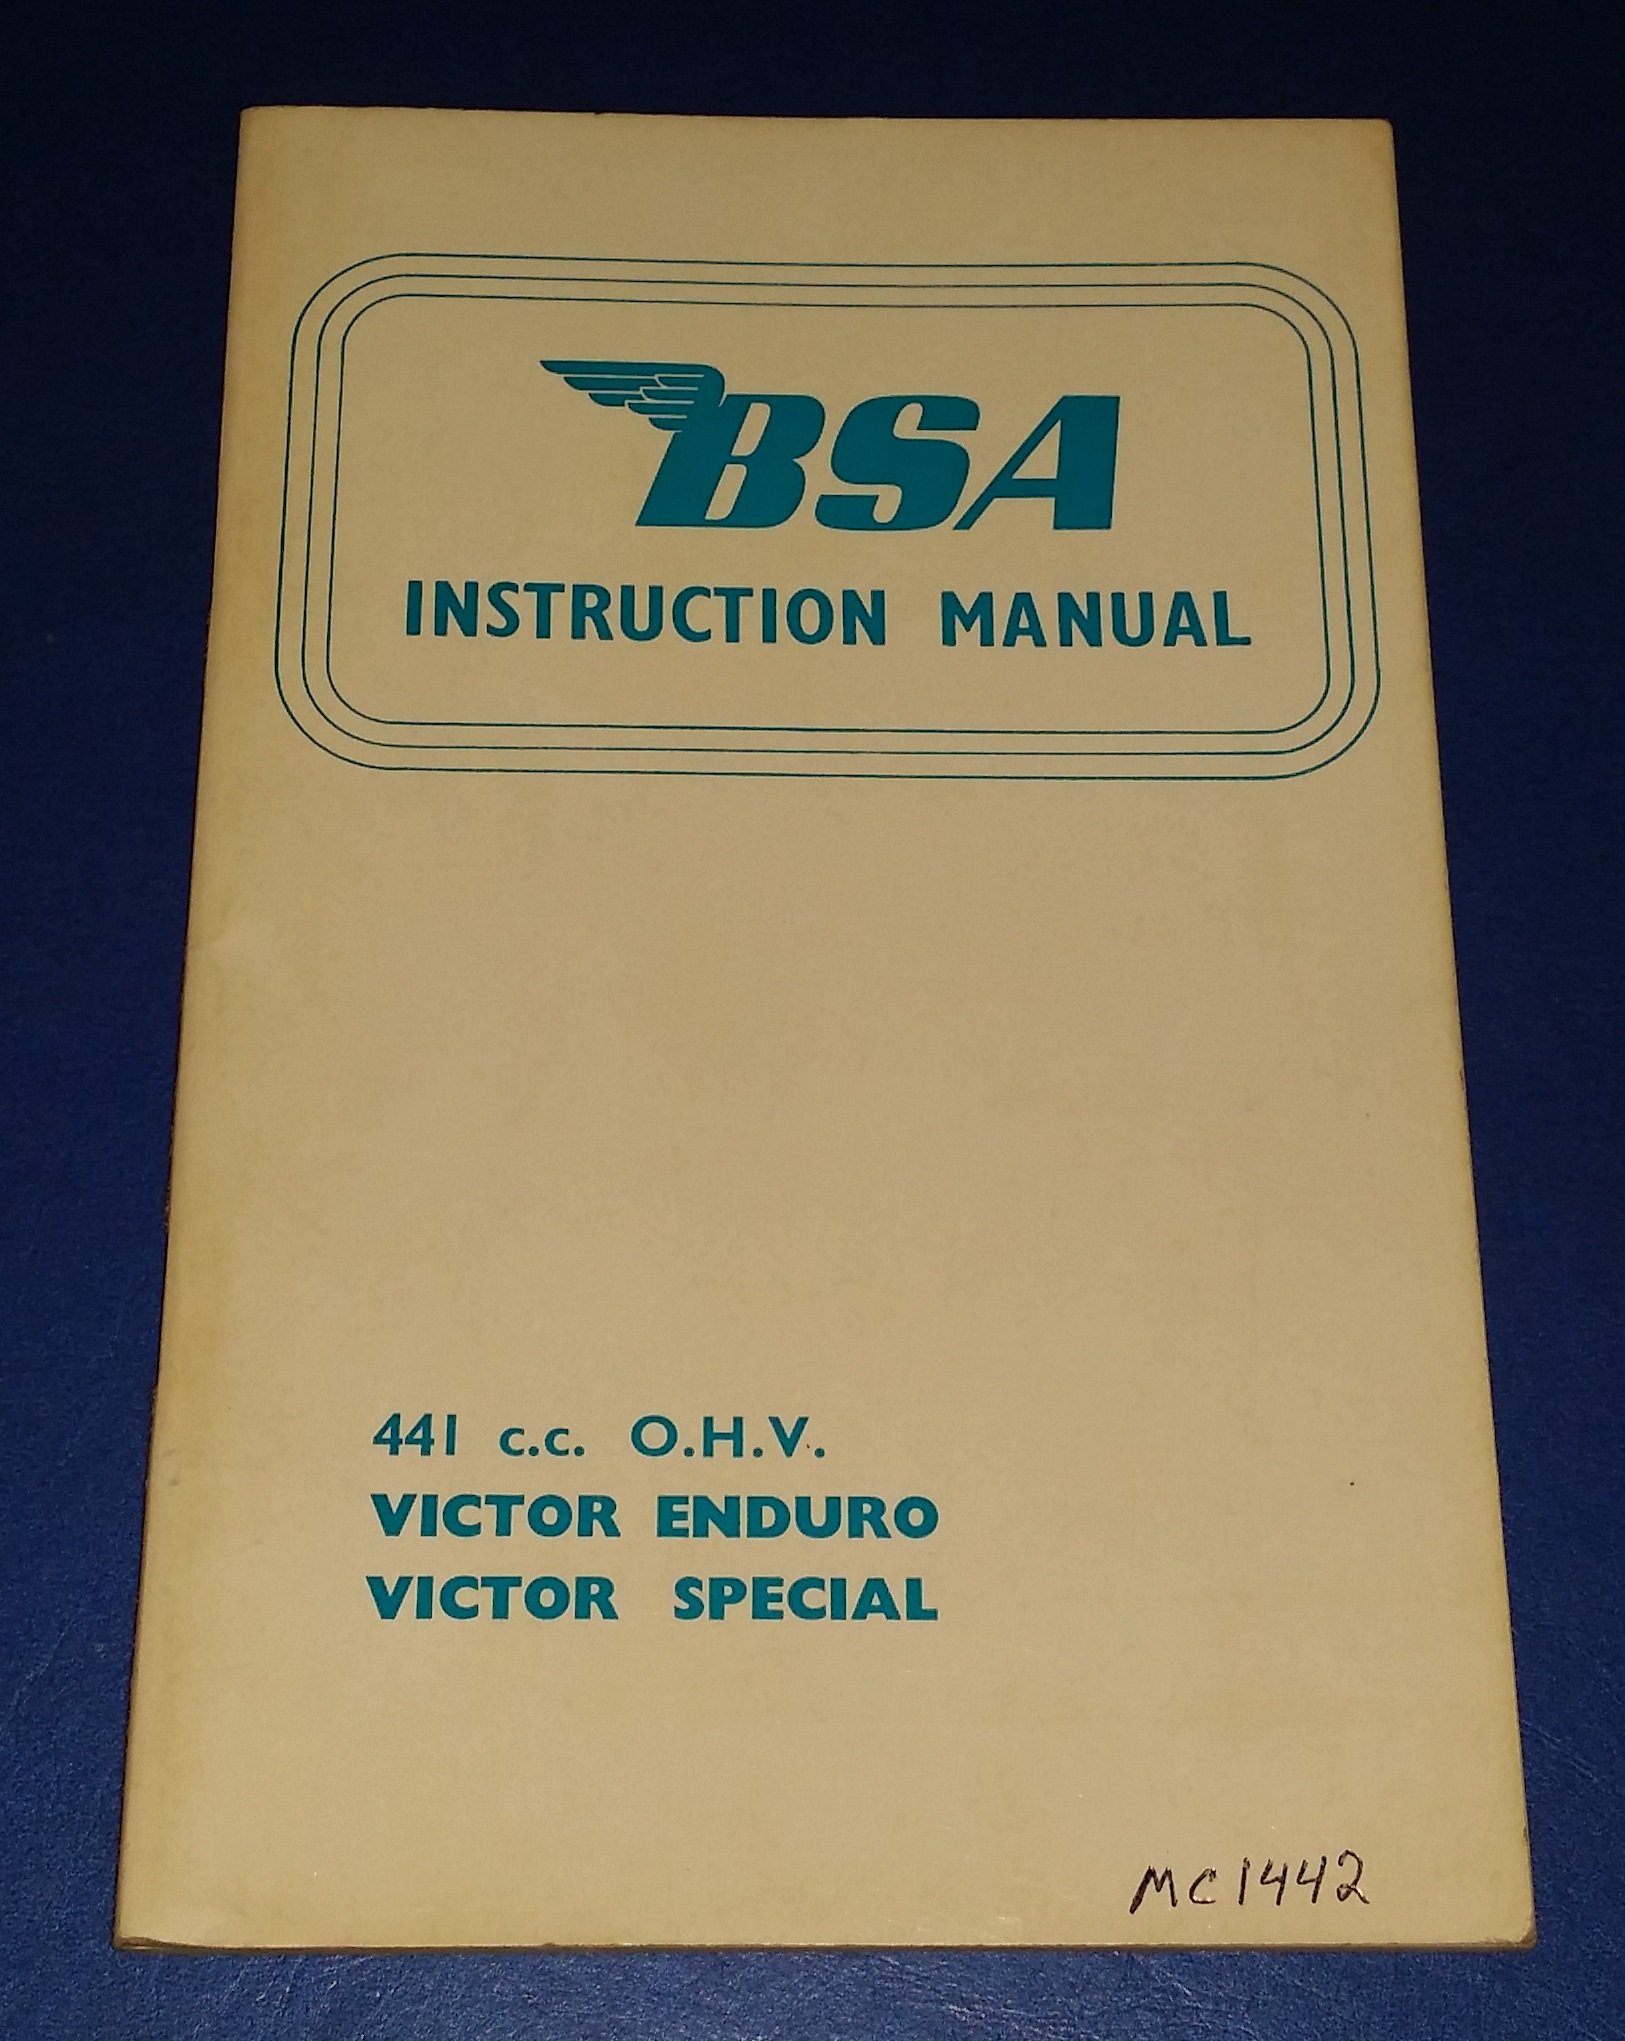 BSA
INSTRUCTION MANUAL
441 c.c. O.H.V.
VICTOR ENDURO
VICTOR SPECIAL
MC1442